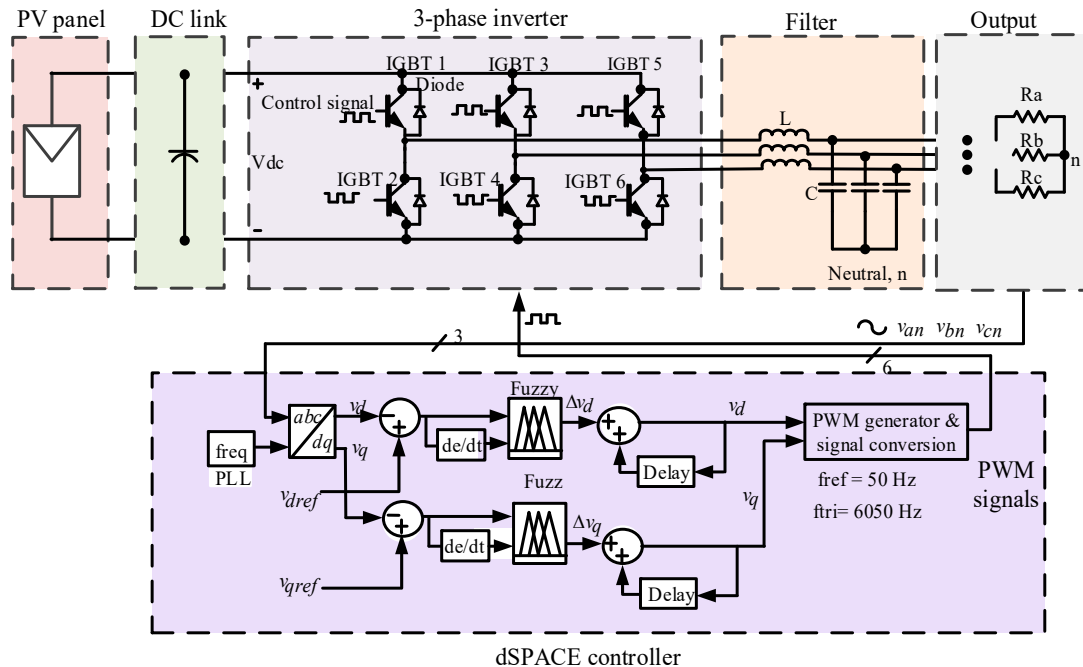 PV panel
DC link
3-phase inverter
Filter
Output
IGBT 1
IGBT 3
IGBT 5
Diode
Control signal
+
Vdc
-
IGBT 2
IGBT 4
IGBT 6
L
C
Neutral, n
Ra
Rb
Rc
n
3
van vbn vcn
6
abc
dq
freq
PLL
vd
vq
vdref
vqref
-
+
de/dt
Fuzzy
Δvd
+
+
Delay
vd
-
+
de/dt
Fuzz
Δvq
+
+
Delay
vq
PWM generator &
signal conversion
fref = 50 Hz
ftri= 6050 Hz
PWM
signals
dSPACE controller